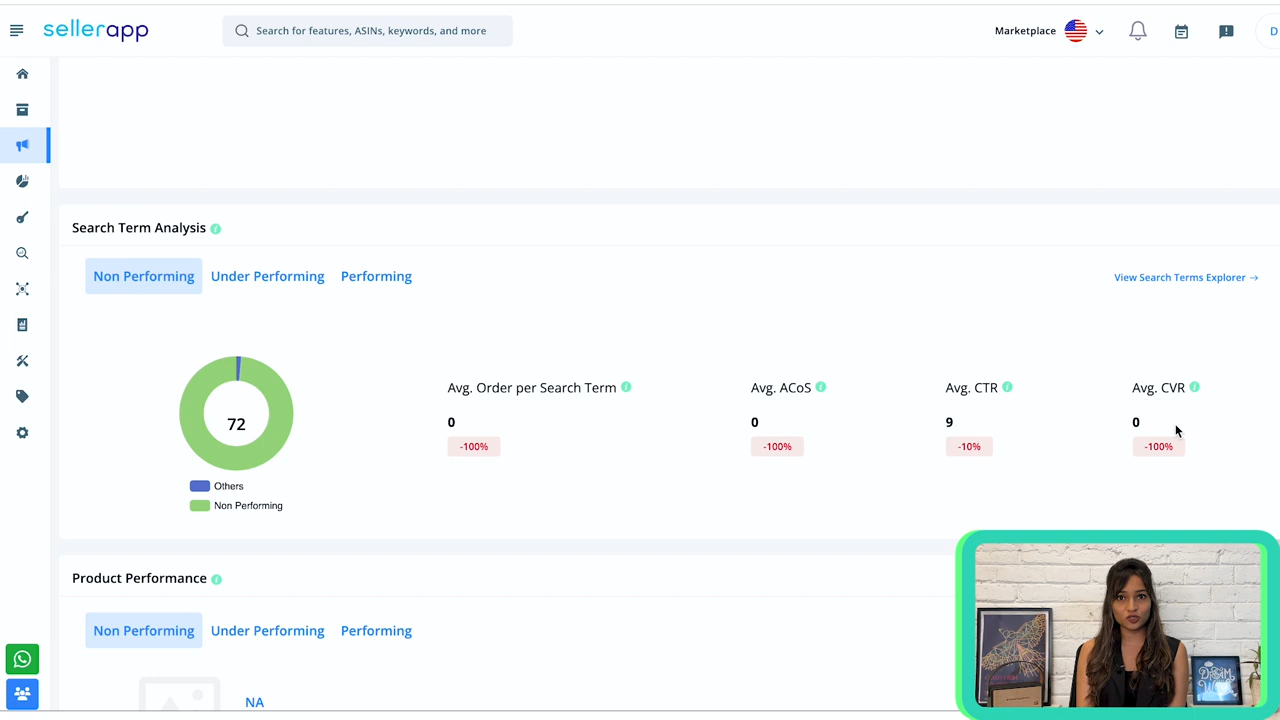 sellerapp
Search for features, ASINs, keywords, and more
Marketplace
D
Search Term Analysis
Non Performing
Under Performing
Performing
View Search Terms Explorer →
72
Others
Non Performing
Avg. Order per Search Term
0
-100%
Avg. ACoS
0
-100%
Avg. CTR
9
-10%
Avg. CVR
0
-100%
Product Performance
Non Performing
Under Performing
Performing
NA